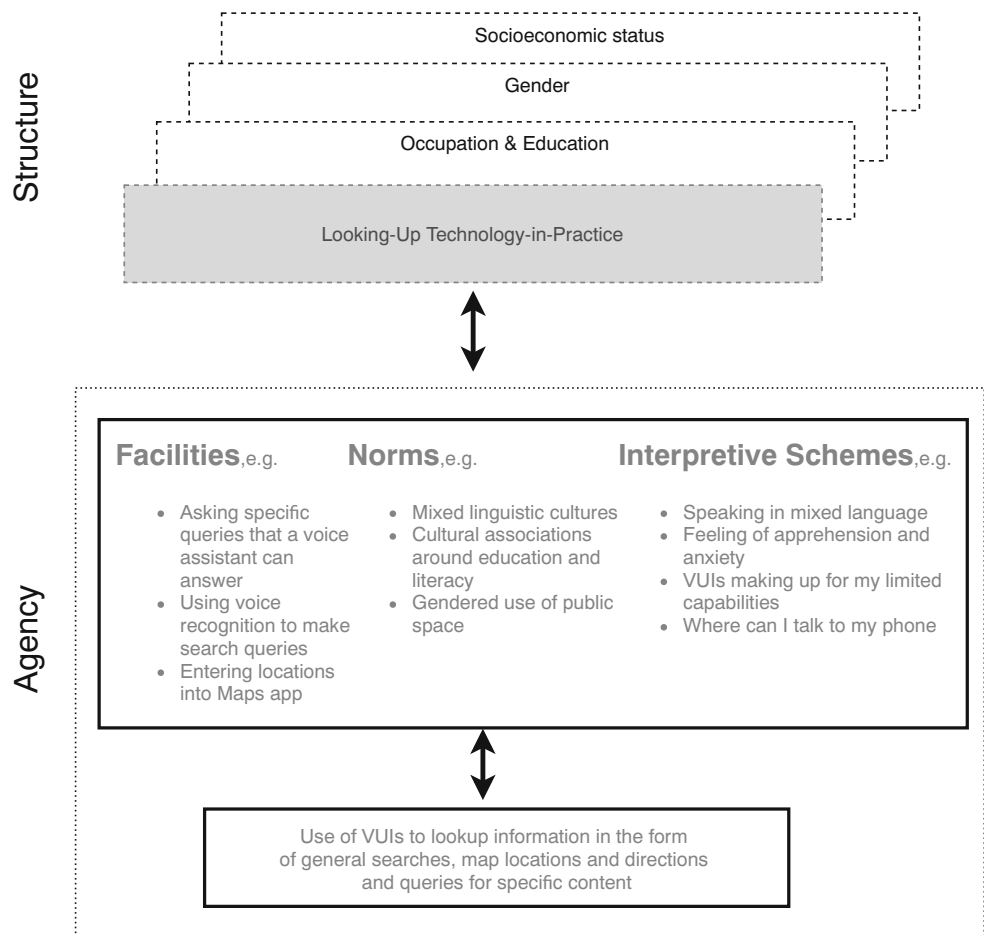 Structure
Socioeconomic status
Gender
Occupation & Education
Looking-Up Technology-in-Practice
Agency
Facilities,e.g.
• Asking specific
queries that a voice
assistant can
answer
• Using voice
recognition to make
search queries
• Entering locations
into Maps app
Norms,e.g.
• Mixed linguistic cultures
• Cultural associations
around education and
literacy
• Gendered use of public
space
Interpretive Schemes,e.g.
• Speaking in mixed language
• Feeling of apprehension and
anxiety
• VUIs making up for my limited
capabilities
• Where can I talk to my phone
Use of VUIs to lookup information in the form
of general searches, map locations and directions
and queries for specific content